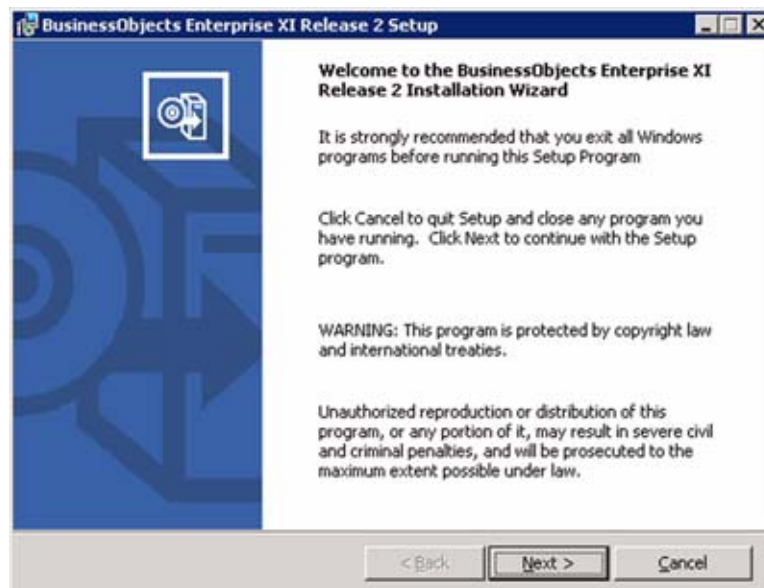 BusinessObjects Enterprise XI Release 2 Setup
Welcome to the BusinessObjects Enterprise XI
Release 2 Installation Wizard
It is strongly recommended that you exit all Windows
programs before running this Setup Program
Click Cancel to quit Setup and close any program you
have running. Click Next to continue with the Setup
program.
WARNING: This program is protected by copyright law
and international treaties.
Unauthorized reproduction or distribution of this
program, or any portion of it, may result in severe civil
and criminal penalties, and will be prosecuted to the
maximum extent possible under law.
< Back Next > Cancel